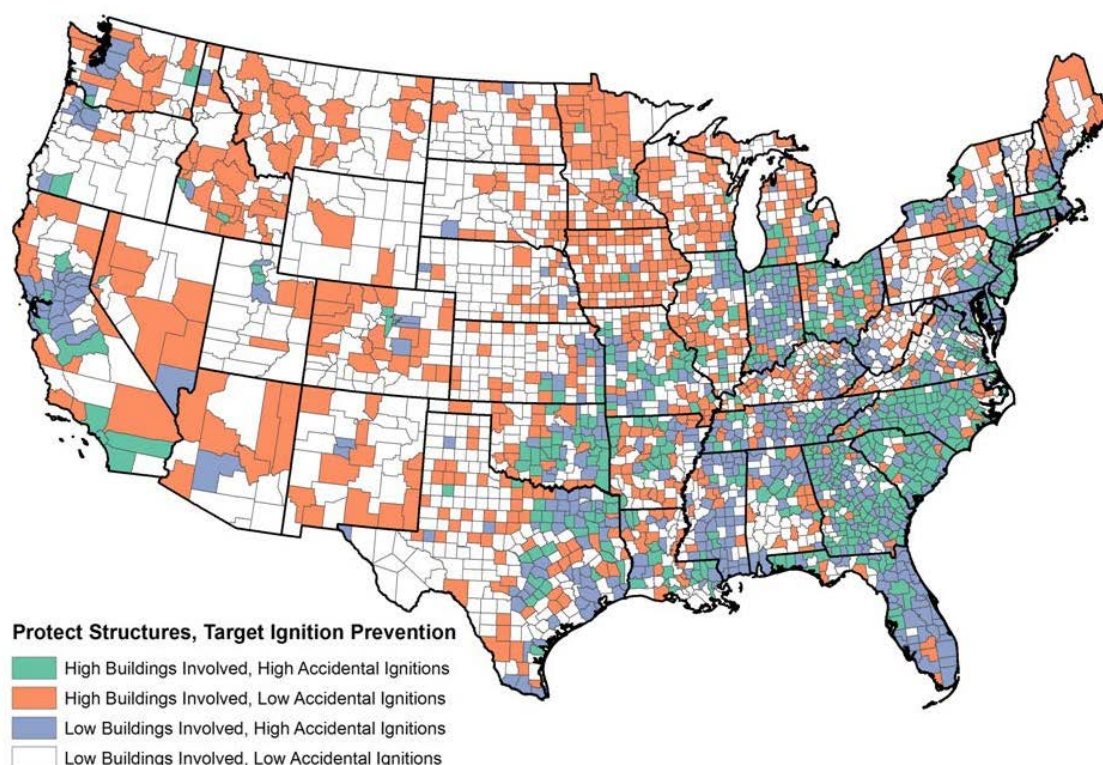 Protect Structures, Target Ignition Prevention
High Buildings Involved, High Accidental Ignitions
High Buildings Involved, Low Accidental Ignitions
Low Buildings Involved, High Accidental Ignitions
Low Buildings Involved, Low Accidental Ignitions